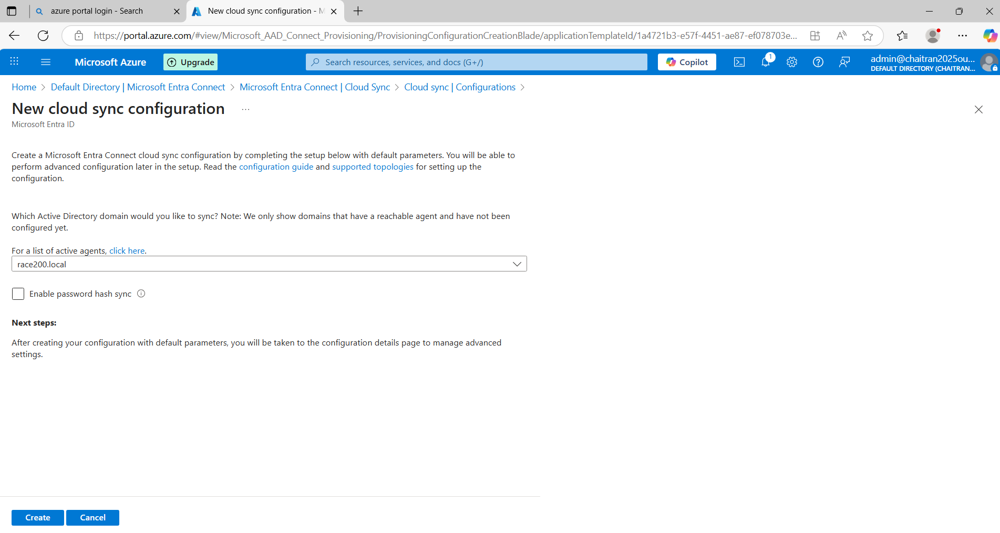 azure portal login - Search
New cloud sync configuration - M
https://portal.azure.com/#view/Microsoft_AAD_Connect_Provisioning/ProvisioningConfigurationCreationBlade/applicationTemplateId/1a4721b3-e57f-4451-ae87-ef078703e...
Microsoft Azure
Upgrade
Search resources, services, and docs (G+/)
Copilot
1
admin@chaitran2025ou...
DEFAULT DIRECTORY (CHAITRAN...
Home > Default Directory | Microsoft Entra Connect > Microsoft Entra Connect | Cloud Sync > Cloud sync | Configurations >
New cloud sync configuration ...
Microsoft Entra ID
Create a Microsoft Entra Connect cloud sync configuration by completing the setup below with default parameters. You will be able to
perform advanced configuration later in the setup. Read the configuration guide and supported topologies for setting up the
configuration.
Which Active Directory domain would you like to sync? Note: We only show domains that have a reachable agent and have not been
configured yet.
For a list of active agents, click here.
race200.local
Enable password hash sync
Next steps:
After creating your configuration with default parameters, you will be taken to the configuration details page to manage advanced
settings.
Create
Cancel